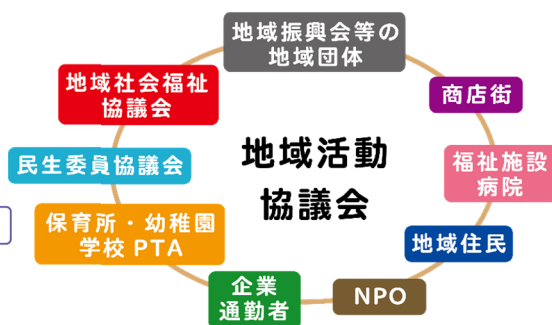 地域振興会等の
地域団体
地域社会福祉
協議会
商店街
地域活動
協議会
民生委員協議会
福祉施設
病院
保育所・幼稚園
学校 PTA
地域住民
企業
通勤者
NPO